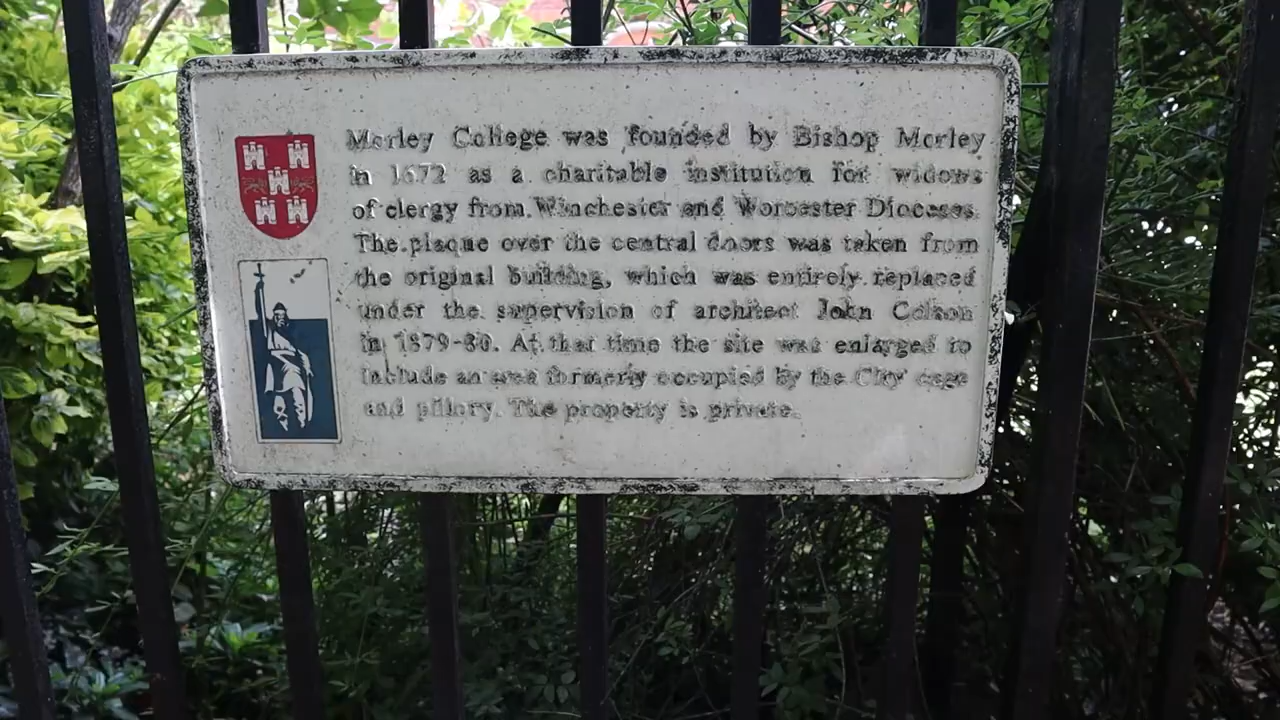 Morley College was founded by Bishop Morley
in 1672 as a charitable institution for widows
of clergy from Winchester and Worcester Dioceses.
The plaque over the central doors was taken from
the original building, which was entirely replaced
under the supervision of architect John Colson
in 1879-80. At that time the site was enlarged to
include an area formerly occupied by the City cage
and pillory. The property is private.